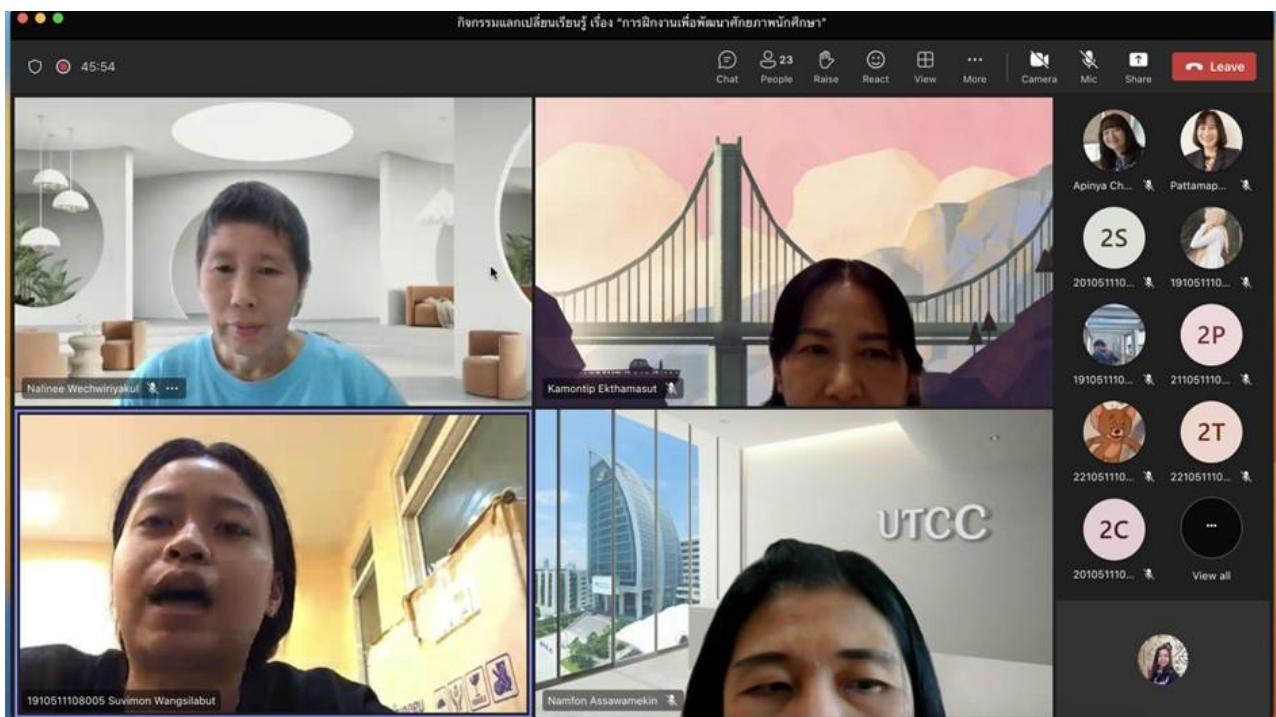 กิจกรรมแลกเปลี่ยนเรียนรู้ เรื่อง "การฝึกงานเพื่อพัฒนาศักยภาพนักศึกษา"
45:54
23
Chat People Raise React View More Camera Mic Share Leave
Apinya Ch... Pattamap...
2S
201051110... 191051110...
2P
191051110... 211051110...
Nalinee Wechwiriyakul
Kamontip Ekthamasut
2T
221051110... 221051110...
UTCC
2C
201051110... View all
1910511108005 Suvimon Wangsilabut
Namfon Assawamekin